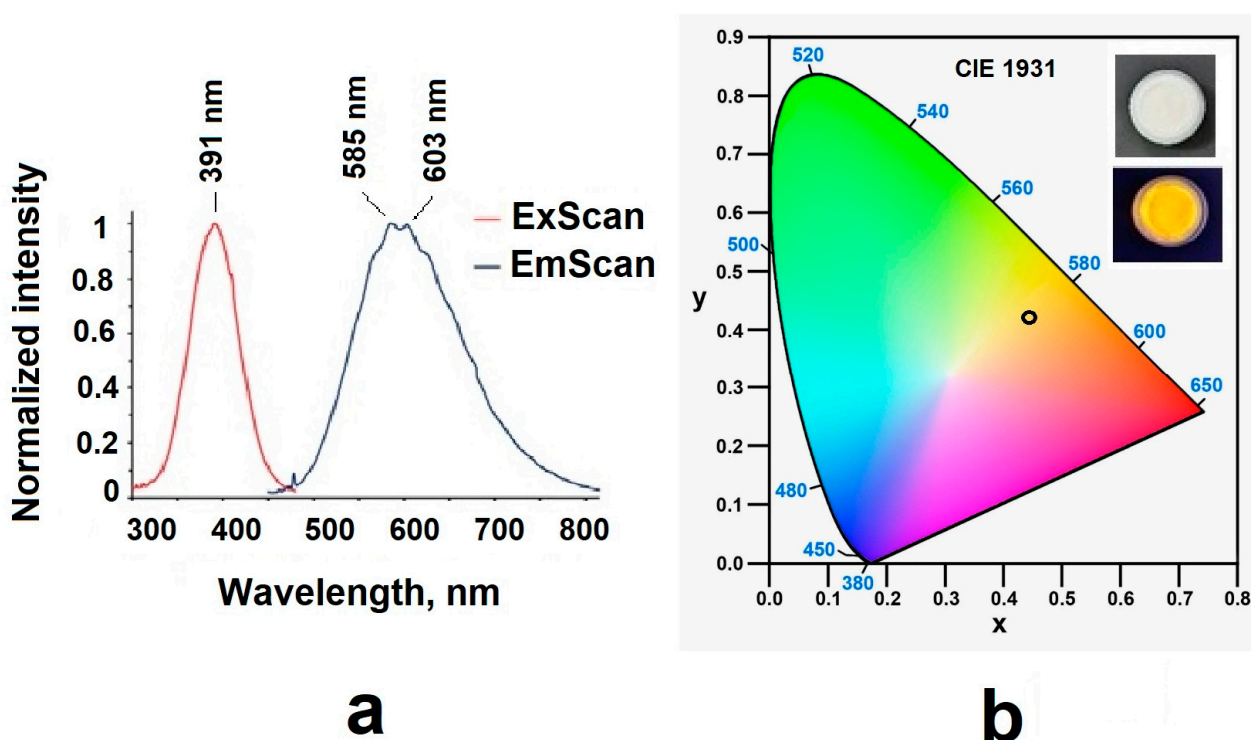 391 nm
585 nm
603 nm
ExScan
EmScan
Normalized intensity
1
0.8
0.6
0.4
0.2
0
300 400 500 600 700 800
Wavelength, nm
a
CIE 1931
0.9
0.8
0.7
0.6
0.5
0.4
0.3
0.2
0.1
0.0
y
520
540
560
500
580
600
650
480
450
380
0.0 0.1 0.2 0.3 0.4 0.5 0.6 0.7 0.8
x
b